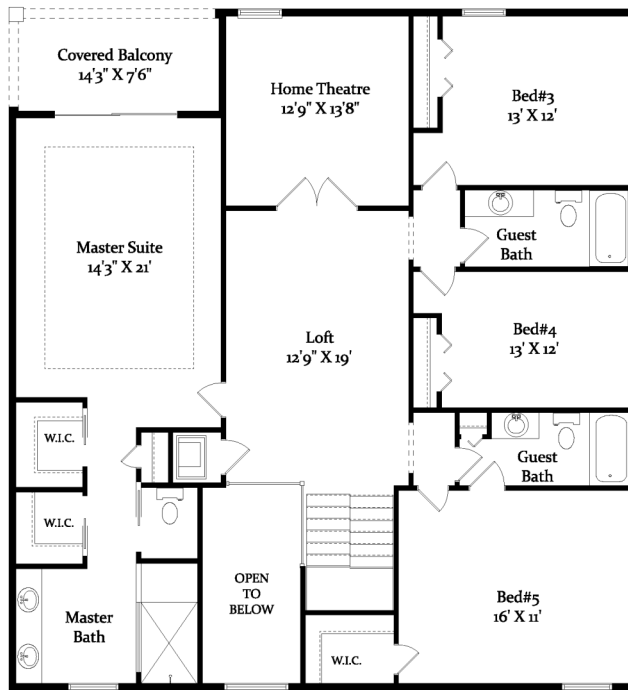 Covered Balcony
14'3" X 7'6"
Home Theatre
12'9" X 13'8"
Bed#3
13' X 12'
Master Suite
14'3" X 21'
Guest
Bath
Loft
12'9" X 19'
Bed#4
13' X 12'
W.I.C.
Guest
Bath
W.I.C.
OPEN
TO
BELOW
Master
Bath
Bed#5
16' X 11'
W.I.C.